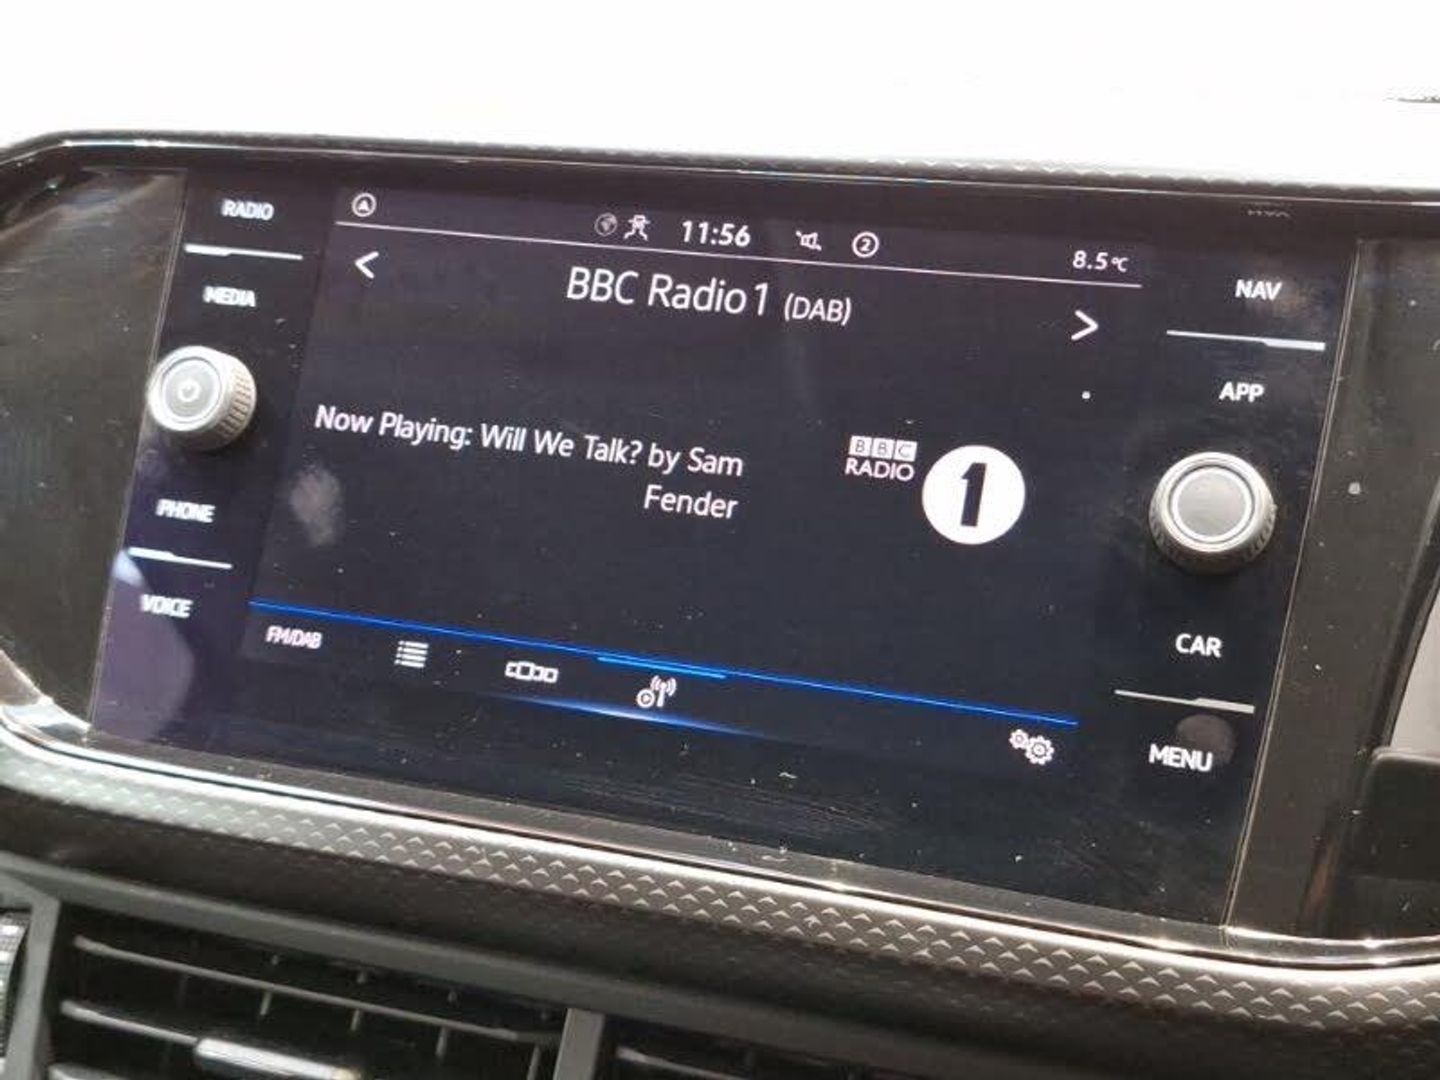 RADIO
MEDIA
PHONE
VOICE
A
11:56
2
8.5°C
BBC Radio 1 (DAB)
Now Playing: Will We Talk? by Sam
Fender
BBC
RADIO
1
FM/DAB
NAV
APP
CAR
MENU